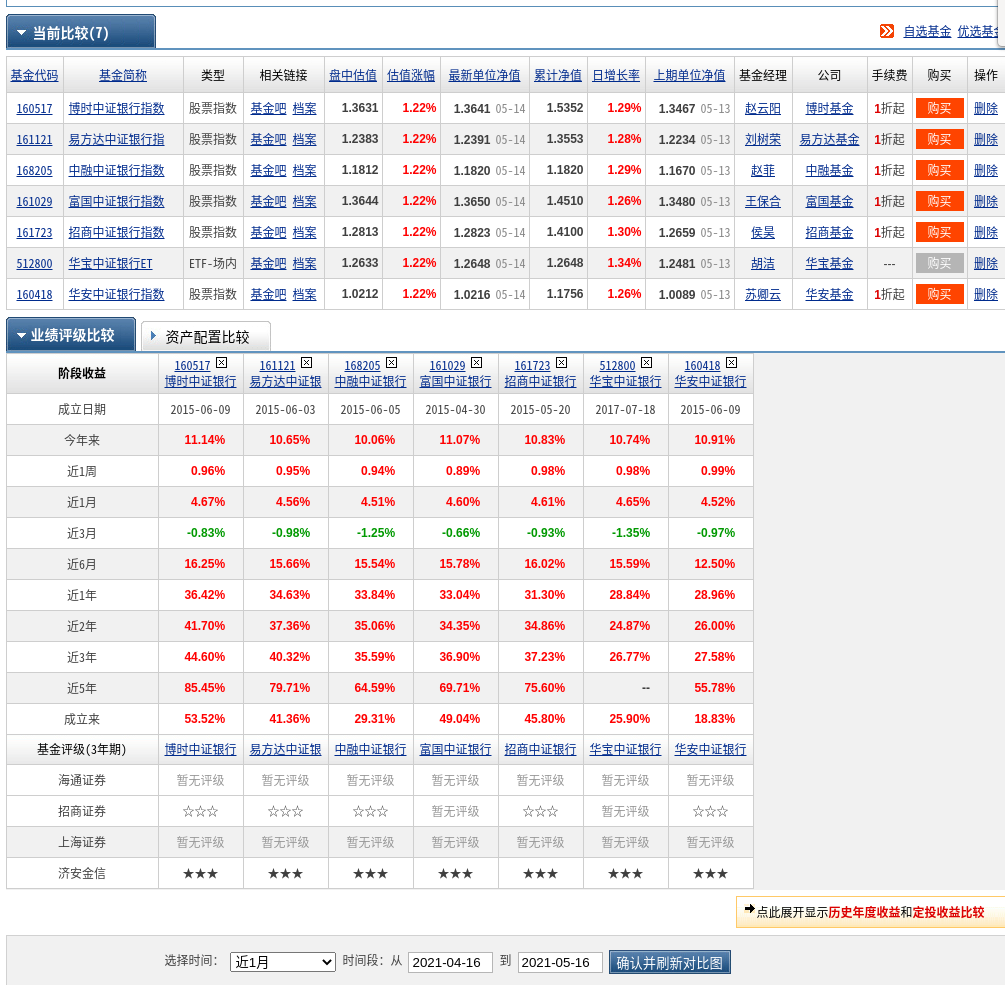 当前比较(7)
自选基金 优选基金
基金代码 基金简称 类型 相关链接 盘中估值 估值涨幅 最新单位净值 累计净值 日增长率 上期单位净值 基金经理 公司 手续费 购买 操作
160517 博时中证银行指数 股票指数 基金吧 档案 1.3631 1.22% 1.3641 05-14 1.5352 1.29% 1.3467 05-13 赵云阳 博时基金 1折起 购买 删除
161121 易方达中证银行指 股票指数 基金吧 档案 1.2383 1.22% 1.2391 05-14 1.3553 1.28% 1.2234 05-13 刘树荣 易方达基金 1折起 购买 删除
168205 中融中证银行指数 股票指数 基金吧 档案 1.1812 1.22% 1.1820 05-14 1.1820 1.29% 1.1670 05-13 赵菲 中融基金 1折起 购买 删除
161029 富国中证银行指数 股票指数 基金吧 档案 1.3644 1.22% 1.3650 05-14 1.4510 1.26% 1.3480 05-13 王保合 富国基金 1折起 购买 删除
161723 招商中证银行指数 股票指数 基金吧 档案 1.2813 1.22% 1.2823 05-14 1.4100 1.30% 1.2659 05-13 侯昊 招商基金 1折起 购买 删除
512800 华宝中证银行ET ETF-场内 基金吧 档案 1.2633 1.22% 1.2648 05-14 1.2648 1.34% 1.2481 05-13 胡洁 华宝基金 --- 购买 删除
160418 华安中证银行指数 股票指数 基金吧 档案 1.0212 1.22% 1.0216 05-14 1.1756 1.26% 1.0089 05-13 苏卿云 华安基金 1折起 购买 删除
业绩评级比较 资产配置比较
阶段收益 160517 161121 168205 161029 161723 512800 160418
博时中证银行 易方达中证银 中融中证银行 富国中证银行 招商中证银行 华宝中证银行 华安中证银行
成立日期 2015-06-09 2015-06-03 2015-06-05 2015-04-30 2015-05-20 2017-07-18 2015-06-09
今年来 11.14% 10.65% 10.06% 11.07% 10.83% 10.74% 10.91%
近1周 0.96% 0.95% 0.94% 0.89% 0.98% 0.98% 0.99%
近1月 4.67% 4.56% 4.51% 4.60% 4.61% 4.65% 4.52%
近3月 -0.83% -0.98% -1.25% -0.66% -0.93% -1.35% -0.97%
近6月 16.25% 15.66% 15.54% 15.78% 16.02% 15.59% 12.50%
近1年 36.42% 34.63% 33.84% 33.04% 31.30% 28.84% 28.96%
近2年 41.70% 37.36% 35.06% 34.35% 34.86% 24.87% 26.00%
近3年 44.60% 40.32% 35.59% 36.90% 37.23% 26.77% 27.58%
近5年 85.45% 79.71% 64.59% 69.71% 75.60% -- 55.78%
成立来 53.52% 41.36% 29.31% 49.04% 45.80% 25.90% 18.83%
基金评级(3年期) 博时中证银行 易方达中证银 中融中证银行 富国中证银行 招商中证银行 华宝中证银行 华安中证银行
海通证券 暂无评级 暂无评级 暂无评级 暂无评级 暂无评级 暂无评级 暂无评级
招商证券 ☆☆☆ ☆☆☆ ☆☆☆ 暂无评级 ☆☆☆ 暂无评级 ☆☆☆
上海证券 暂无评级 暂无评级 暂无评级 暂无评级 暂无评级 暂无评级 暂无评级
济安金信 ★★★ ★★★ ★★★ ★★★ ★★★ ★★★ ★★★
点此展开显示历史年度收益和定投收益比较
选择时间： 近1月 时间段：从 2021-04-16 到 2021-05-16 确认并刷新对比图